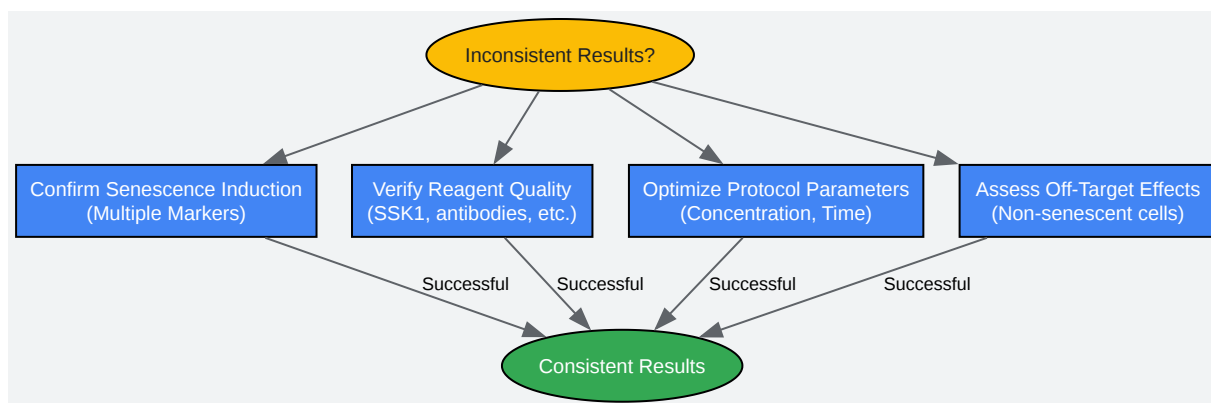 Inconsistent Results?
Confirm Senescence Induction
(Multiple Markers)
Verify Reagent Quality
(SSK1, antibodies, etc.)
Optimize Protocol Parameters
(Concentration, Time)
Assess Off-Target Effects
(Non-senescent cells)
Successful
Successful
Successful
Successful
Consistent Results